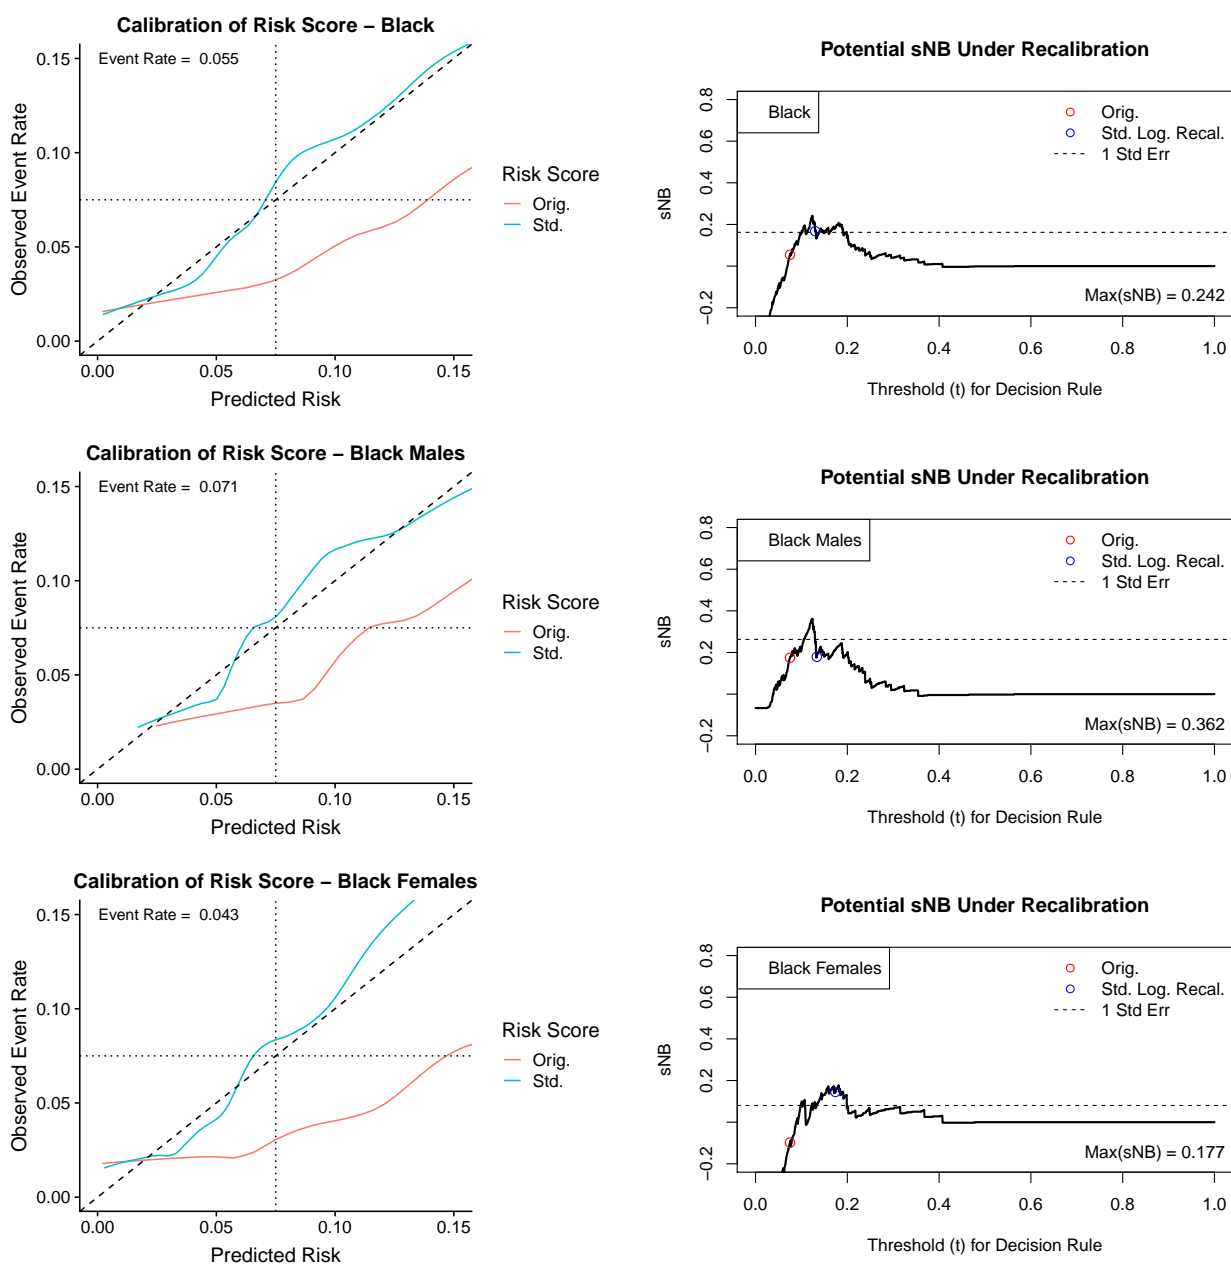 Calibration of Risk Score – Black
Event Rate =  0.055
0.15
0.10
0.05
0.00
Observed Event Rate
0.00
0.05
0.10
0.15
Predicted Risk
Risk Score
Orig.
Std.
Potential sNB Under Recalibration
Black
Orig.
Std. Log. Recal.
1 Std Err
0.8
0.6
0.4
0.2
0.0
−0.2
sNB
Max(sNB) = 0.242
0.0
0.2
0.4
0.6
0.8
1.0
Threshold (t) for Decision Rule
Calibration of Risk Score – Black Males
Event Rate =  0.071
0.15
0.10
0.05
0.00
Observed Event Rate
0.00
0.05
0.10
0.15
Predicted Risk
Risk Score
Orig.
Std.
Potential sNB Under Recalibration
Black Males
Orig.
Std. Log. Recal.
1 Std Err
0.8
0.6
0.4
0.2
0.0
−0.2
sNB
Max(sNB) = 0.362
0.0
0.2
0.4
0.6
0.8
1.0
Threshold (t) for Decision Rule
Calibration of Risk Score – Black Females
Event Rate =  0.043
0.15
0.10
0.05
0.00
Observed Event Rate
0.00
0.05
0.10
0.15
Predicted Risk
Risk Score
Orig.
Std.
Potential sNB Under Recalibration
Black Females
Orig.
Std. Log. Recal.
1 Std Err
0.8
0.6
0.4
0.2
0.0
−0.2
sNB
Max(sNB) = 0.177
0.0
0.2
0.4
0.6
0.8
1.0
Threshold (t) for Decision Rule